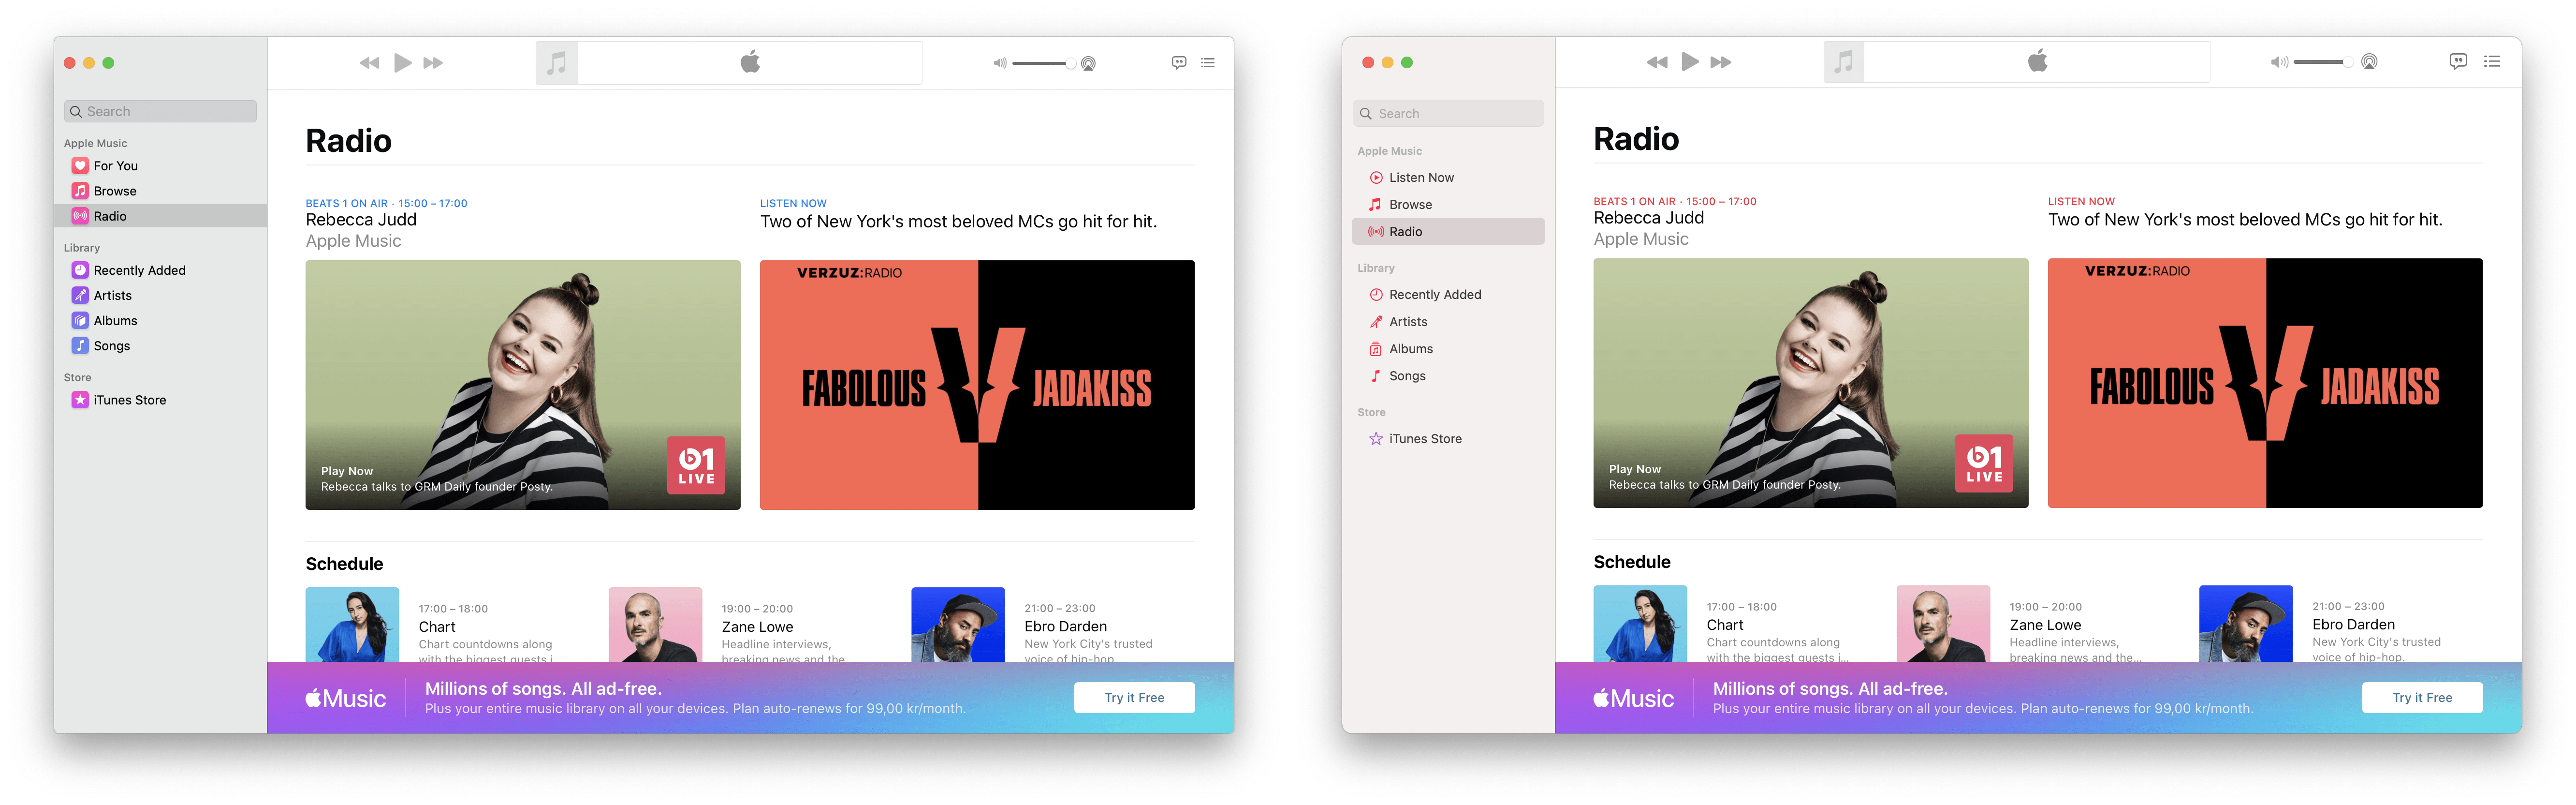 Search
Apple Music
For You
Browse
Radio
Library
Recently Added
Artists
Albums
Songs
Store
iTunes Store
Radio
BEATS 1 ON AIR · 15:00 – 17:00
Rebecca Judd
Apple Music
Play Now
Rebecca talks to GRM Daily founder Posty.
1
LIVE
LISTEN NOW
Two of New York's most beloved MCs go hit for hit.
VERZUZ:RADIO
FABOLOUS V JADAKISS
Schedule
17:00 – 18:00
Chart
Chart countdowns along
with the biggest guests i
19:00 – 20:00
Zane Lowe
Headline interviews,
breaking news and the
21:00 – 23:00
Ebro Darden
New York City's trusted
voice of hip-hop.
Music
Millions of songs. All ad-free.
Plus your entire music library on all your devices. Plan auto-renews for 99,00 kr/month.
Try it Free
Search
Apple Music
Listen Now
Browse
Radio
Library
Recently Added
Artists
Albums
Songs
Store
iTunes Store
Radio
BEATS 1 ON AIR · 15:00 – 17:00
Rebecca Judd
Apple Music
Play Now
Rebecca talks to GRM Daily founder Posty.
1
LIVE
LISTEN NOW
Two of New York's most beloved MCs go hit for hit.
VERZUZ:RADIO
FABOLOUS V JADAKISS
Schedule
17:00 – 18:00
Chart
Chart countdowns along
with the biggest guests i...
19:00 – 20:00
Zane Lowe
Headline interviews,
breaking news and the...
21:00 – 23:00
Ebro Darden
New York City's trusted
voice of hip-hop.
Music
Millions of songs. All ad-free.
Plus your entire music library on all your devices. Plan auto-renews for 99,00 kr/month.
Try it Free